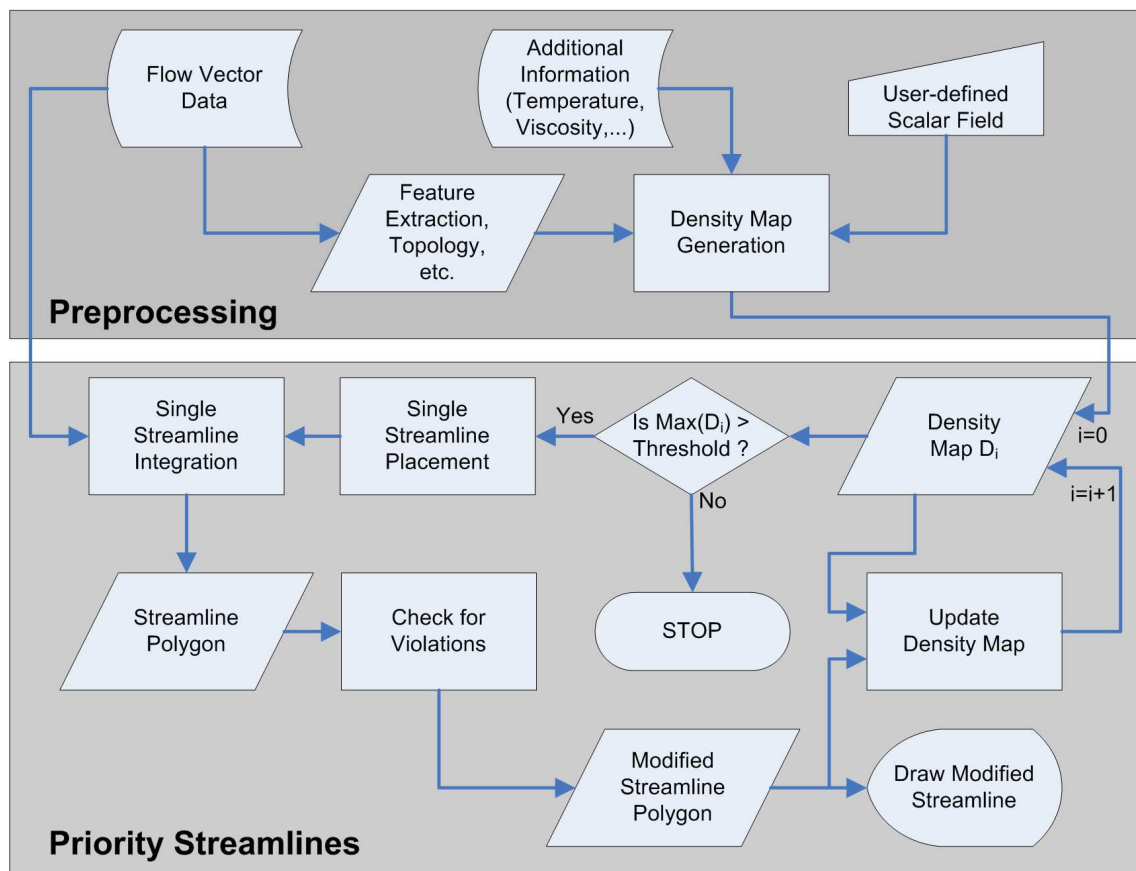 Flow Vector
Data
Additional
Information
(Temperature,
Viscosity,...)
User-defined
Scalar Field
Feature
Extraction,
Topology,
etc.
Density Map
Generation
Preprocessing
Single
Streamline
Integration
Single
Streamline
Placement
Yes
Is Max(Dᵢ) >
Threshold ?
No
Density
Map Dᵢ
i=0
i=i+1
Streamline
Polygon
Check for
Violations
STOP
Update
Density Map
Modified
Streamline
Polygon
Draw Modified
Streamline
Priority Streamlines